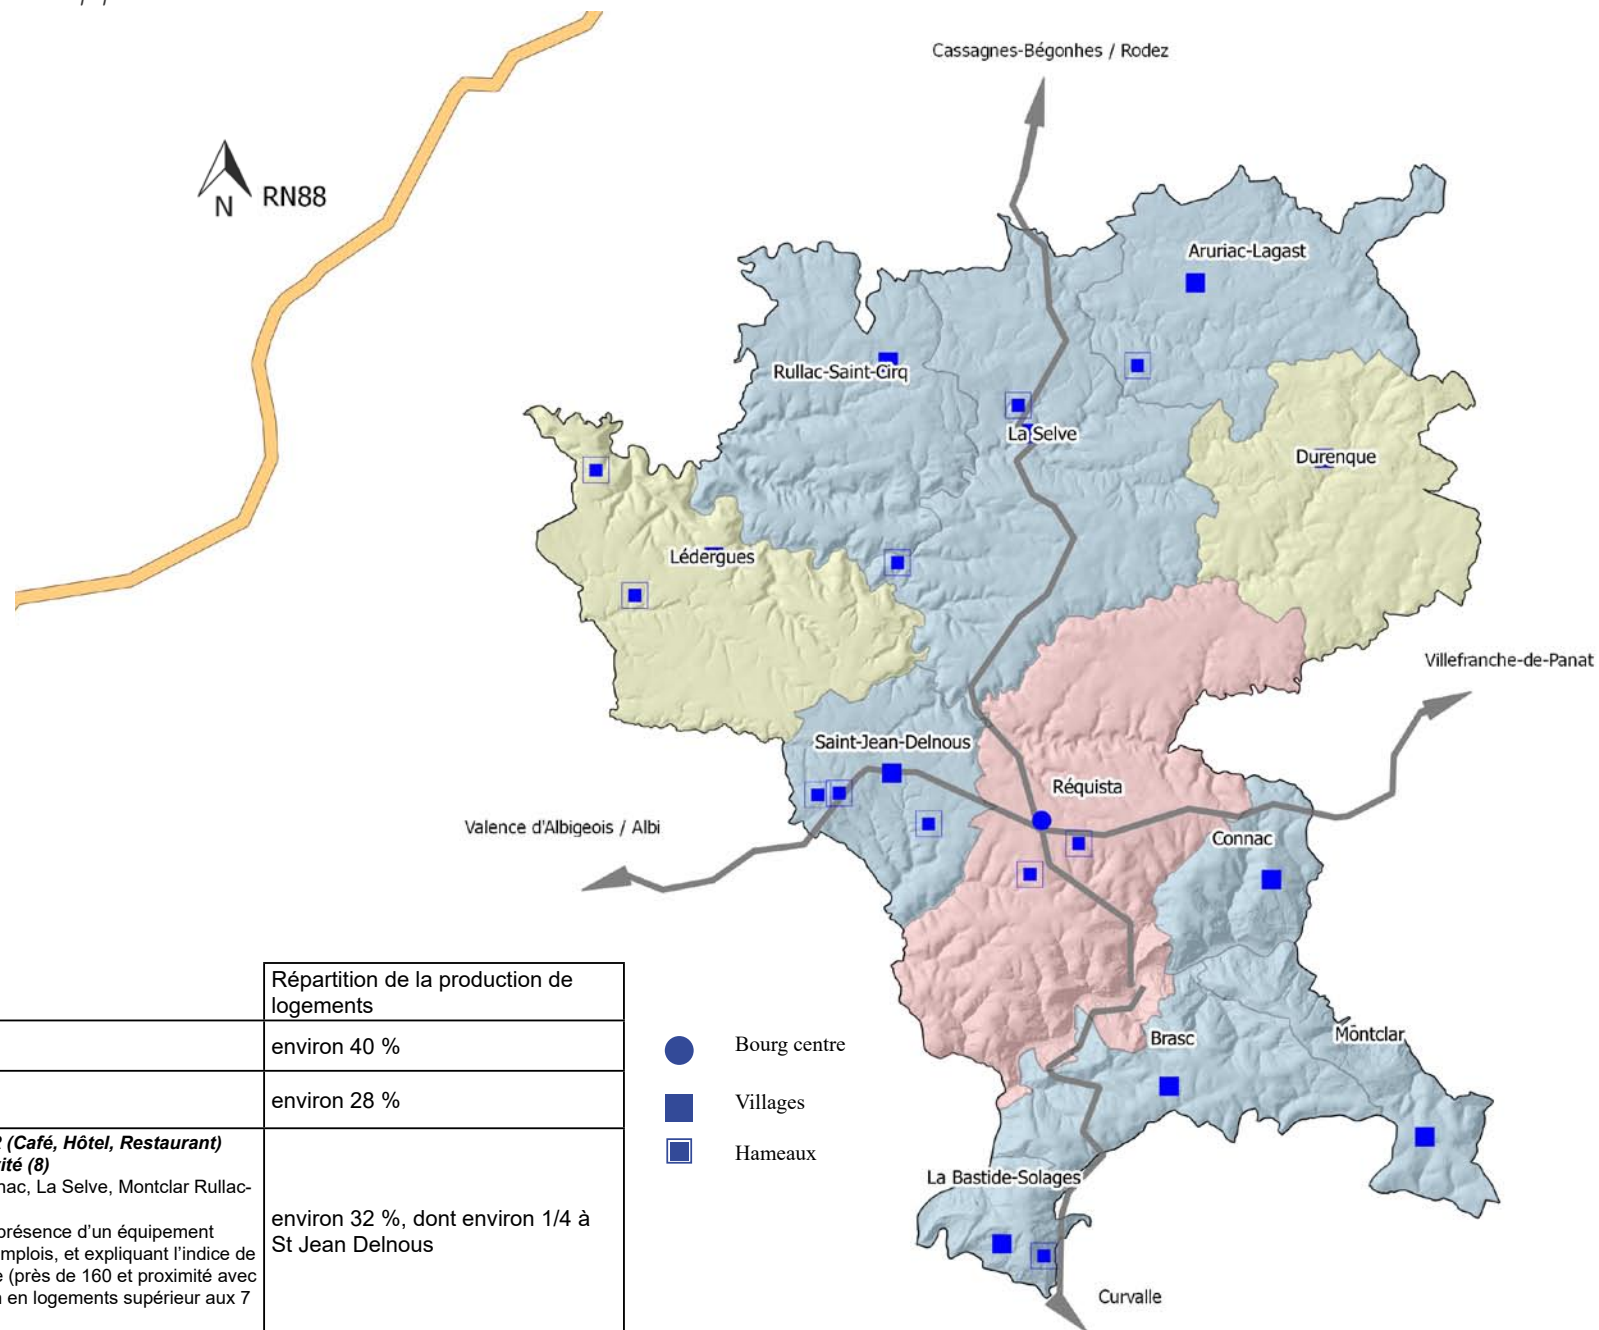 Cassagnes-Bégonhes / Rodez
N
RN88
Aruriac-Lagast
Rullac-Saint-Cirq
La Selve
Durenque
Lédergues
Villefranche-de-Panat
Saint-Jean-Delnous
Réquista
Valence d'Albigeois / Albi
Connac
Montclar
Brasc
La Bastide-Solages
Curvalle
Répartition de la production de
logements
environ 40 %
environ 28 %
(Café, Hôtel, Restaurant)
ité (8)
nac, La Selve, Montclar Rullac-
présence d'un équipement
mplois, et expliquant l'indice de
e (près de 160 et proximité avec
n en logements supérieur aux 7
environ 32 %, dont environ 1/4 à
St Jean Delnous
Bourg centre
Villages
Hameaux